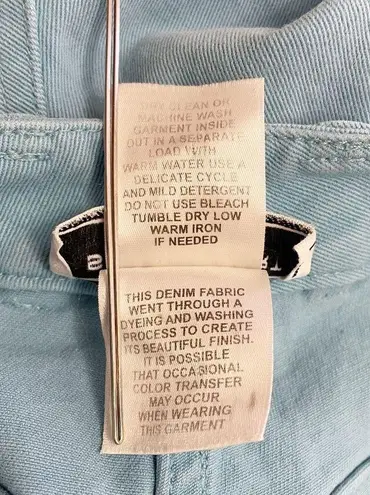 DRY CLEAN OR
MACHINE WASH
GARMENT INSIDE
OUT IN A SEPARATE
LOAD WITH
WARM WATER USE A
DELICATE CYCLE
AND MILD DETERGENT
DO NOT USE BLEACH
TUMBLE DRY LOW
WARM IRON
IF NEEDED
THIS DENIM FABRIC
WENT THROUGH A
DYEING AND WASHING
PROCESS TO CREATE
ITS BEAUTIFUL FINISH.
IT IS POSSIBLE
THAT OCCASIONAL
COLOR TRANSFER
MAY OCCUR
WHEN WEARING
THIS GARMENT